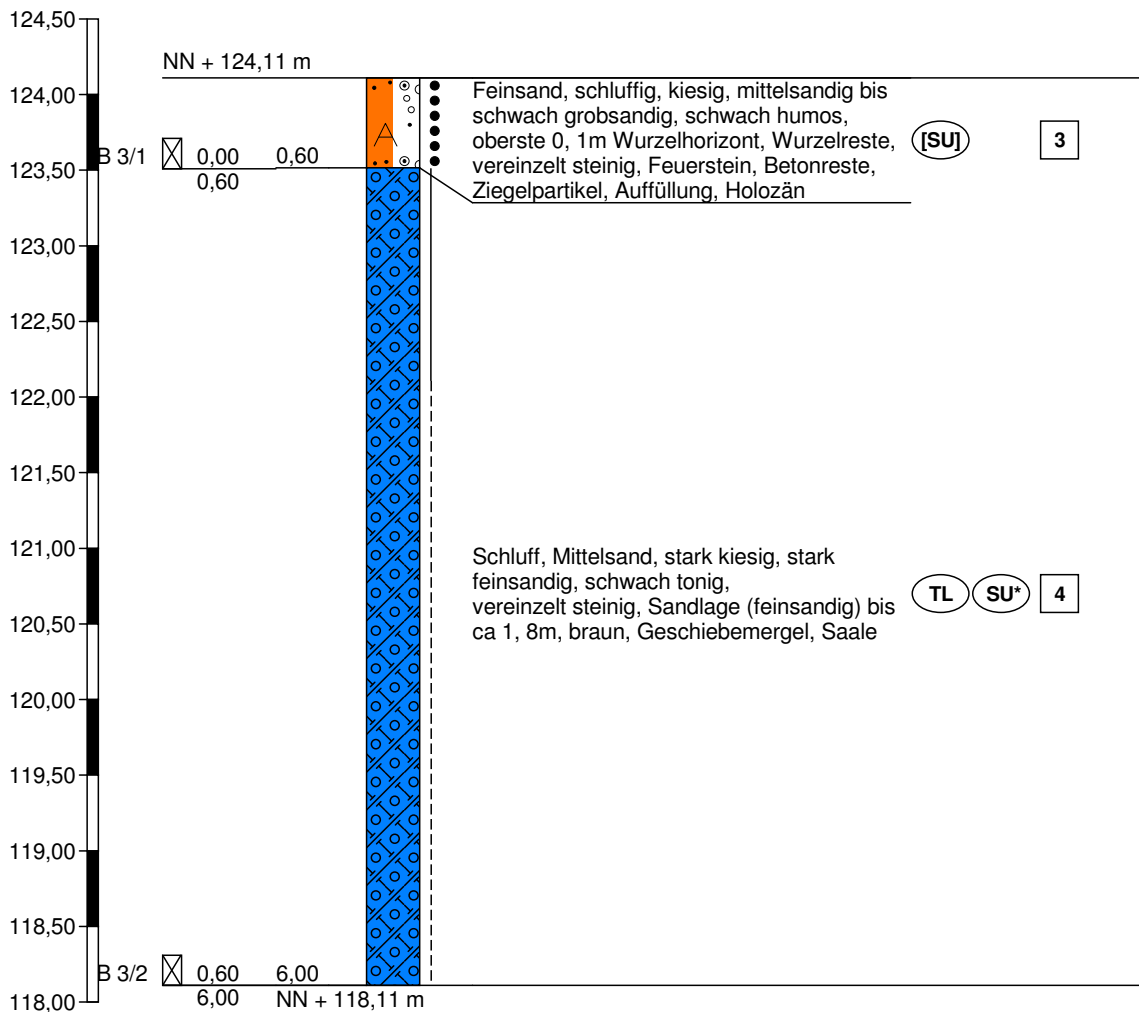 124,50
NN + 124,11 m
124,00
Feinsand, schluffig, kiesig, mittelsandig bis
schwach grobsandig, schwach humos,
oberste 0, 1m Wurzelhorizont, Wurzelreste,
vereinzelt steinig, Feuerstein, Betonreste,
Ziegelpartikel, Auffüllung, Holozän
[SU]
3
A
B 3/1
0,00 0,60
0,60
123,50
123,00
122,50
122,00
121,50
121,00
Schluff, Mittelsand, stark kiesig, stark
feinsandig, schwach tonig,
vereinzelt steinig, Sandlage (feinsandig) bis
ca 1, 8m, braun, Geschiebemergel, Saale
TL SU* 4
120,50
120,00
119,50
119,00
118,50
B 3/2
0,60 6,00
6,00 NN + 118,11 m
118,00